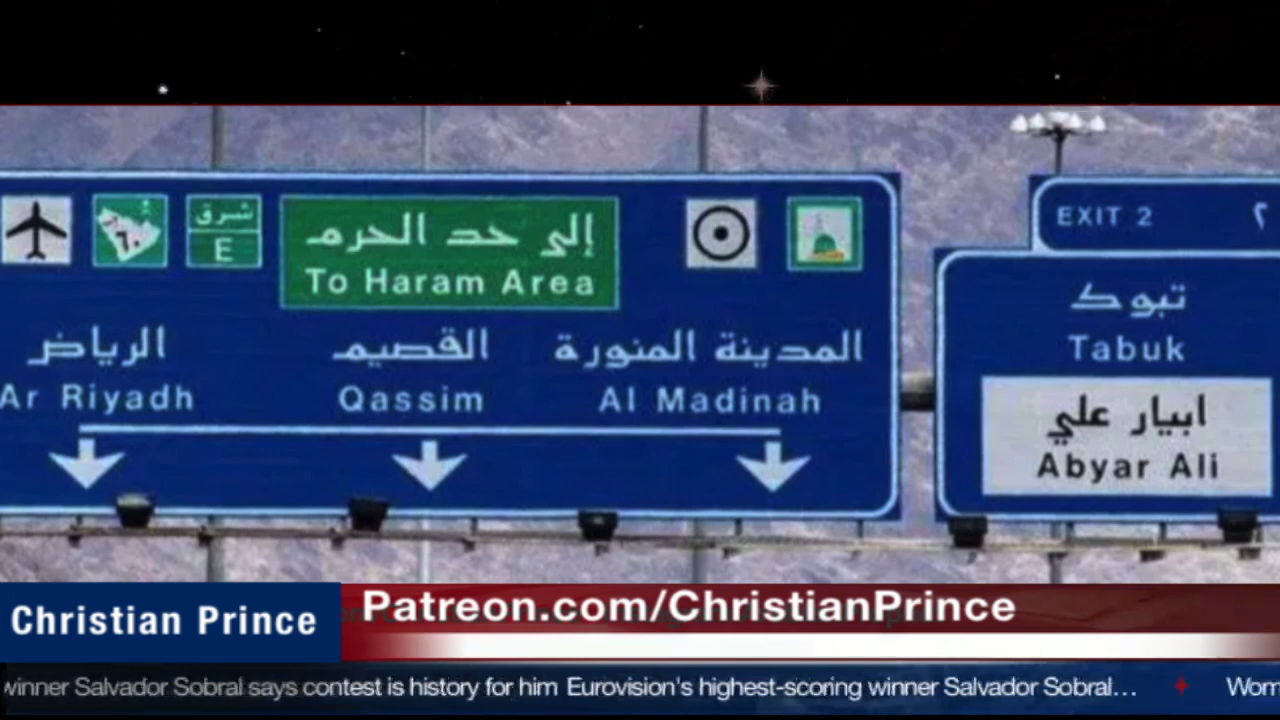 شرق
E
٦٠
إلى حد الحرم
To Haram Area
الرياض
Ar Riyadh
القصيم
Qassim
المدينة المنورة
Al Madinah
EXIT 2
٢
تبوك
Tabuk
ابيار علي
Abyar Ali
Christian Prince
Patreon.com/ChristianPrince
winner Salvador Sobral says contest is history for him Eurovision's highest-scoring winner Salvador Sobral...